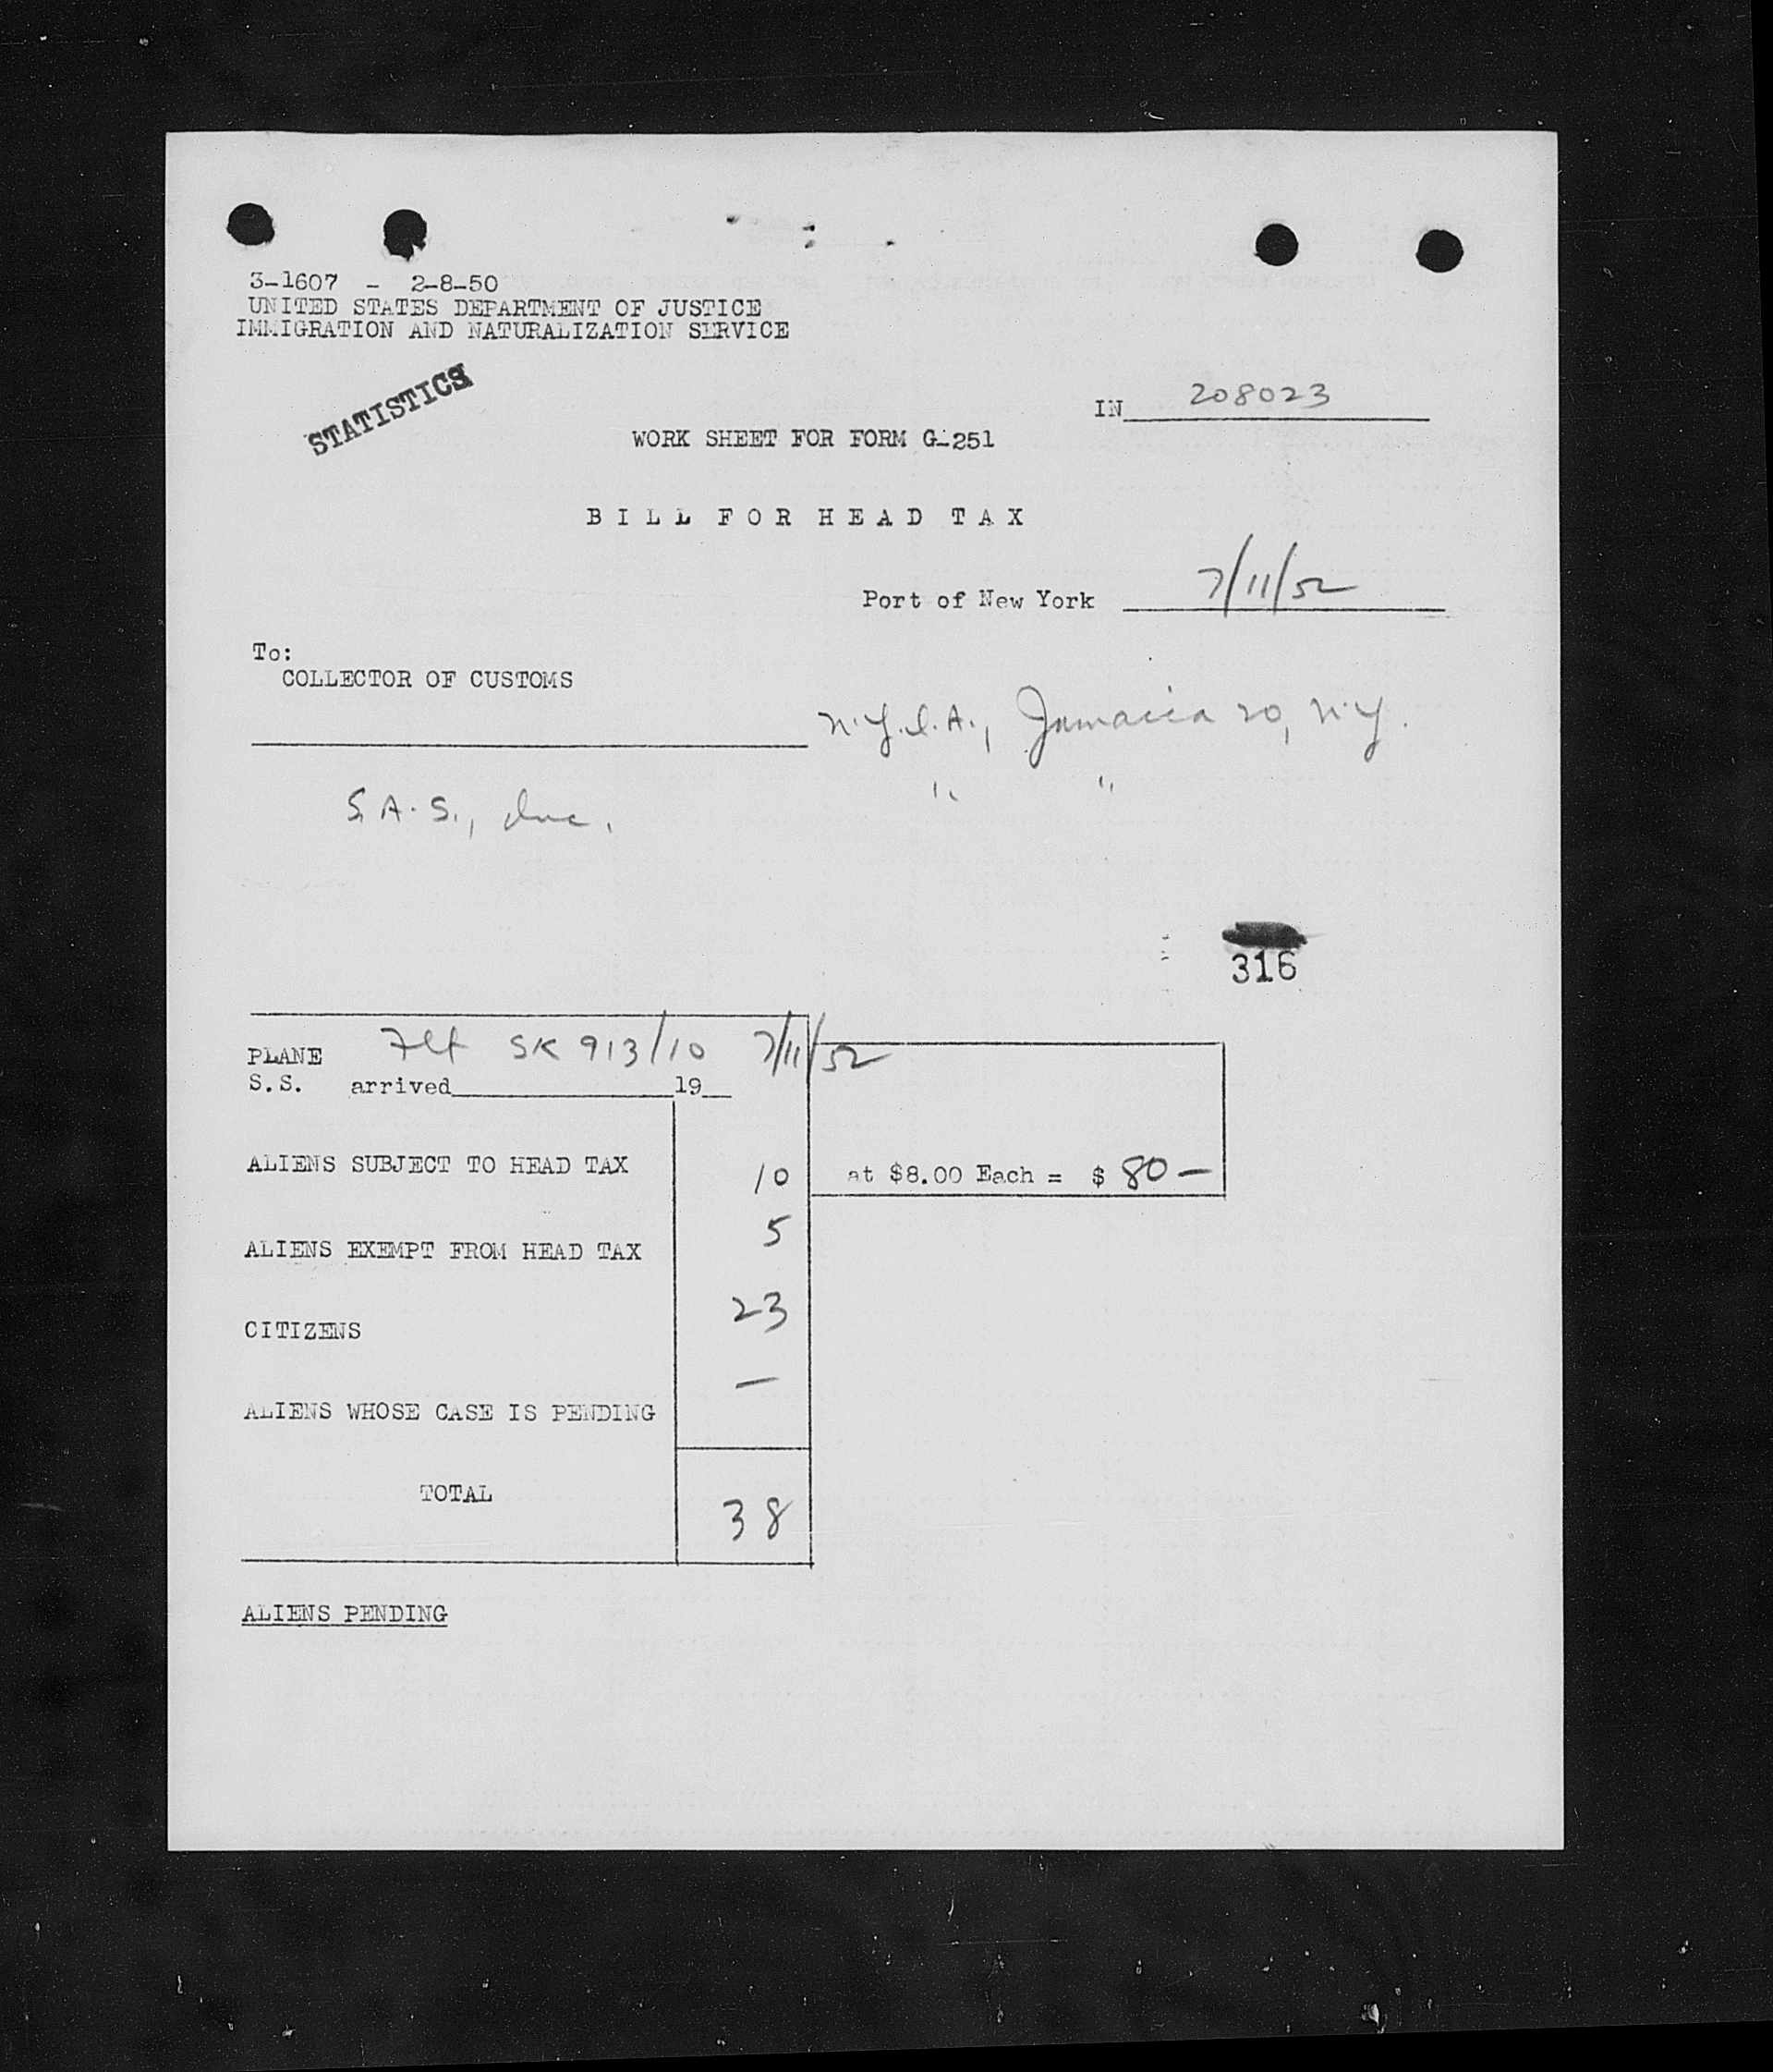 3-1607 - 2-8-50
UNITED STATES DEPARTMENT OF JUSTICE
IMMIGRATION AND NATURALIZATION SERVICE
STATISTICS
IN 208023
WORK SHEET FOR FORM G-251
BILL FOR HEAD TAX
Port of New York 7/11/52
To:
COLLECTOR OF CUSTOMS
N.Y.I.A., Jamaica 20, N.Y.
S.A.S., Inc. " "
316
PLANE Flt SK 913/10 7/11/52
S.S. arrived 19
ALIENS SUBJECT TO HEAD TAX 10 at $8.00 Each = $ 80 —
ALIENS EXEMPT FROM HEAD TAX 5
CITIZENS 23
ALIENS WHOSE CASE IS PENDING —
TOTAL 38
ALIENS PENDING